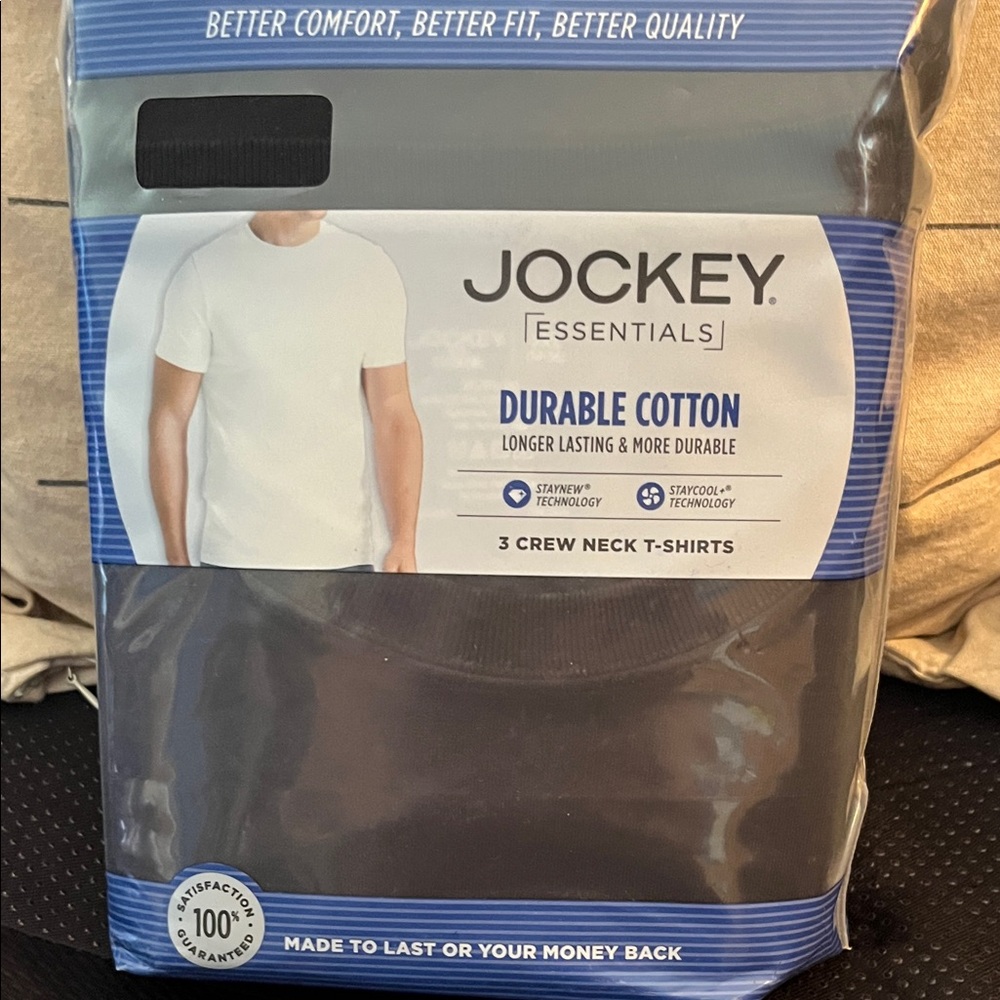 BETTER COMFORT, BETTER FIT, BETTER QUALITY
JOCKEY®
ESSENTIALS
DURABLE COTTON
LONGER LASTING & MORE DURABLE
STAYNEW®
TECHNOLOGY
STAYCOOL+®
TECHNOLOGY
3 CREW NECK T-SHIRTS
SATISFACTION
100%
GUARANTEED
MADE TO LAST OR YOUR MONEY BACK